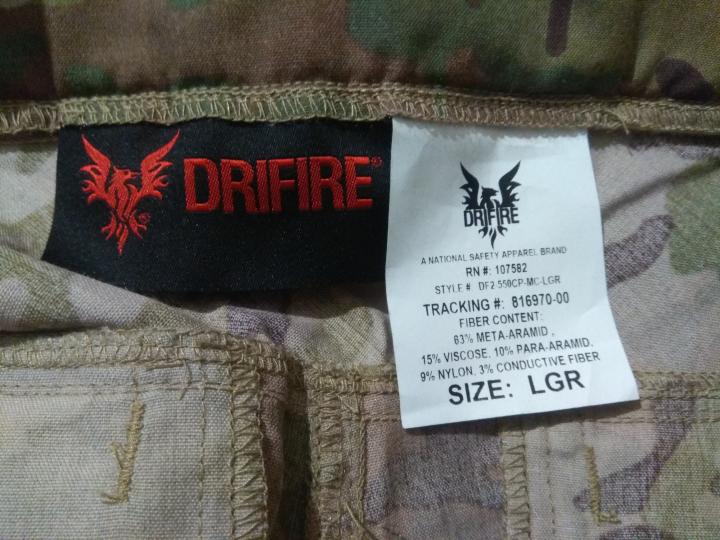 DRIFIRE®
DRIFIRE
A NATIONAL SAFETY APPAREL BRAND
RN #: 107582
STYLE # DF2-550CP-MC-LGR
TRACKING #: 816970-00
FIBER CONTENT:
63% META-ARAMID,
15% VISCOSE. 10% PARA-ARAMID.
9% NYLON. 3% CONDUCTIVE FIBER
SIZE: LGR